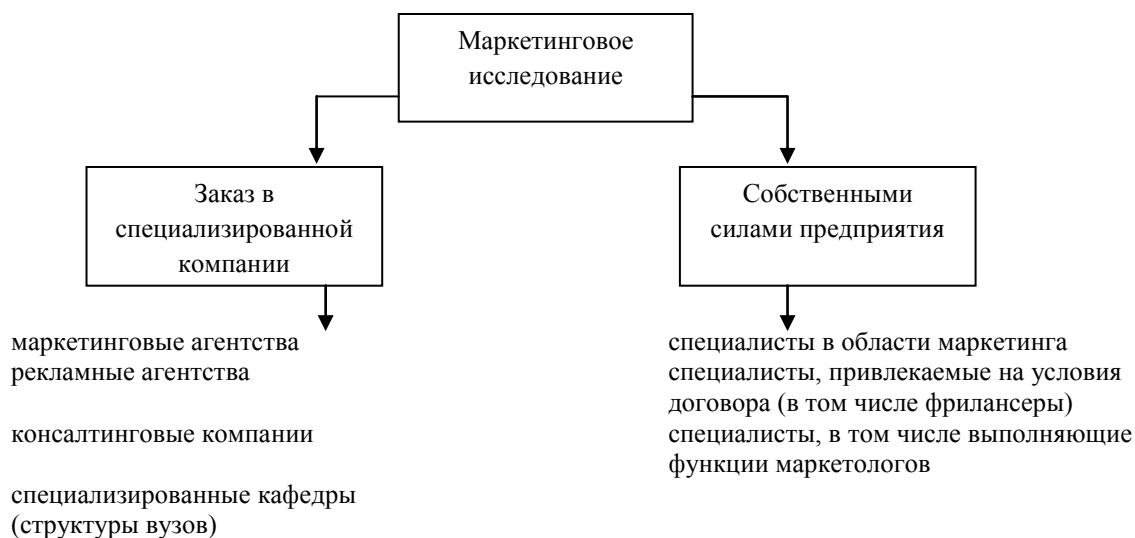 Маркетинговое
исследование
Заказ в
специализированной
компании
Собственными
силами предприятия
маркетинговые агентства
рекламные агентства
консалтинговые компании
специализированные кафедры
(структуры вузов)
специалисты в области маркетинга
специалисты, привлекаемые на условия
договора (в том числе фрилансеры)
специалисты, в том числе выполняющие
функции маркетологов